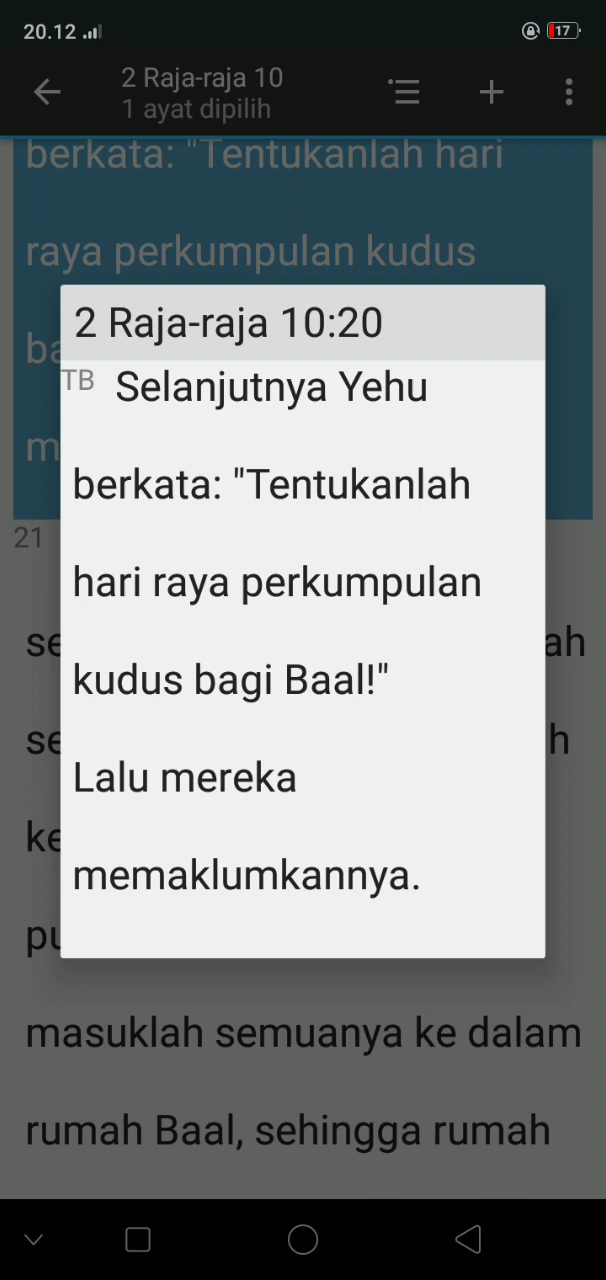 20.12
17
2 Raja-raja 10
1 ayat dipilih
berkata: "Tentukanlah hari
raya perkumpulan kudus
2 Raja-raja 10:20
TB Selanjutnya Yehu
berkata: "Tentukanlah
hari raya perkumpulan
kudus bagi Baal!"
Lalu mereka
memaklumkannya.
21
masuklah semuanya ke dalam
rumah Baal, sehingga rumah